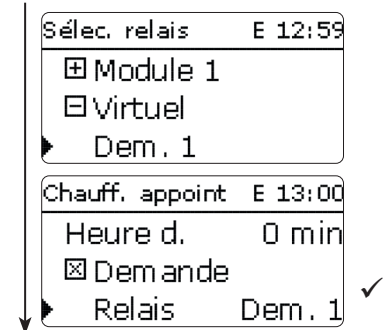 Sélec. relais E 12:59
Module 1
Virtuel
Dem. 1
Chauff. appoint E 13:00
Heure d. 0 min
Demande
Relais Dem. 1